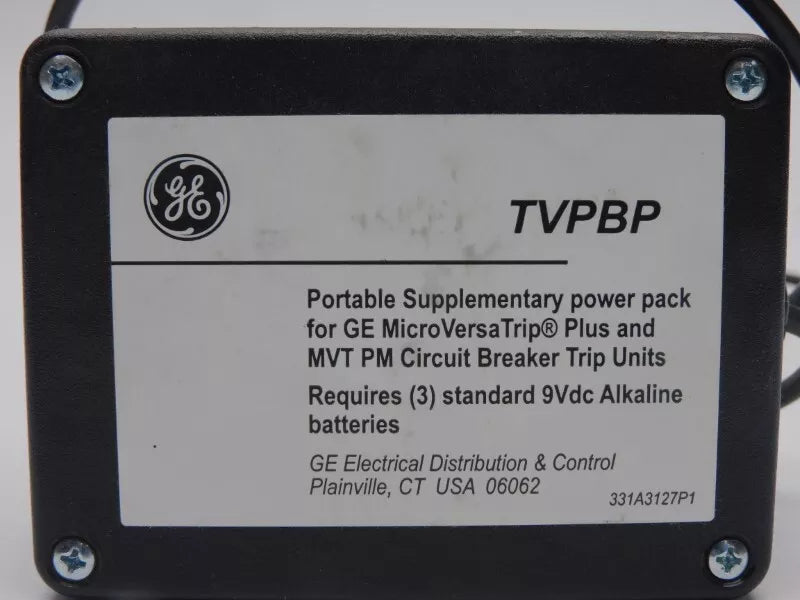 GE
TVPBP
Portable Supplementary power pack
for GE MicroVersaTrip® Plus and
MVT PM Circuit Breaker Trip Units
Requires (3) standard 9Vdc Alkaline
batteries
GE Electrical Distribution & Control
Plainville, CT USA 06062
331A3127P1